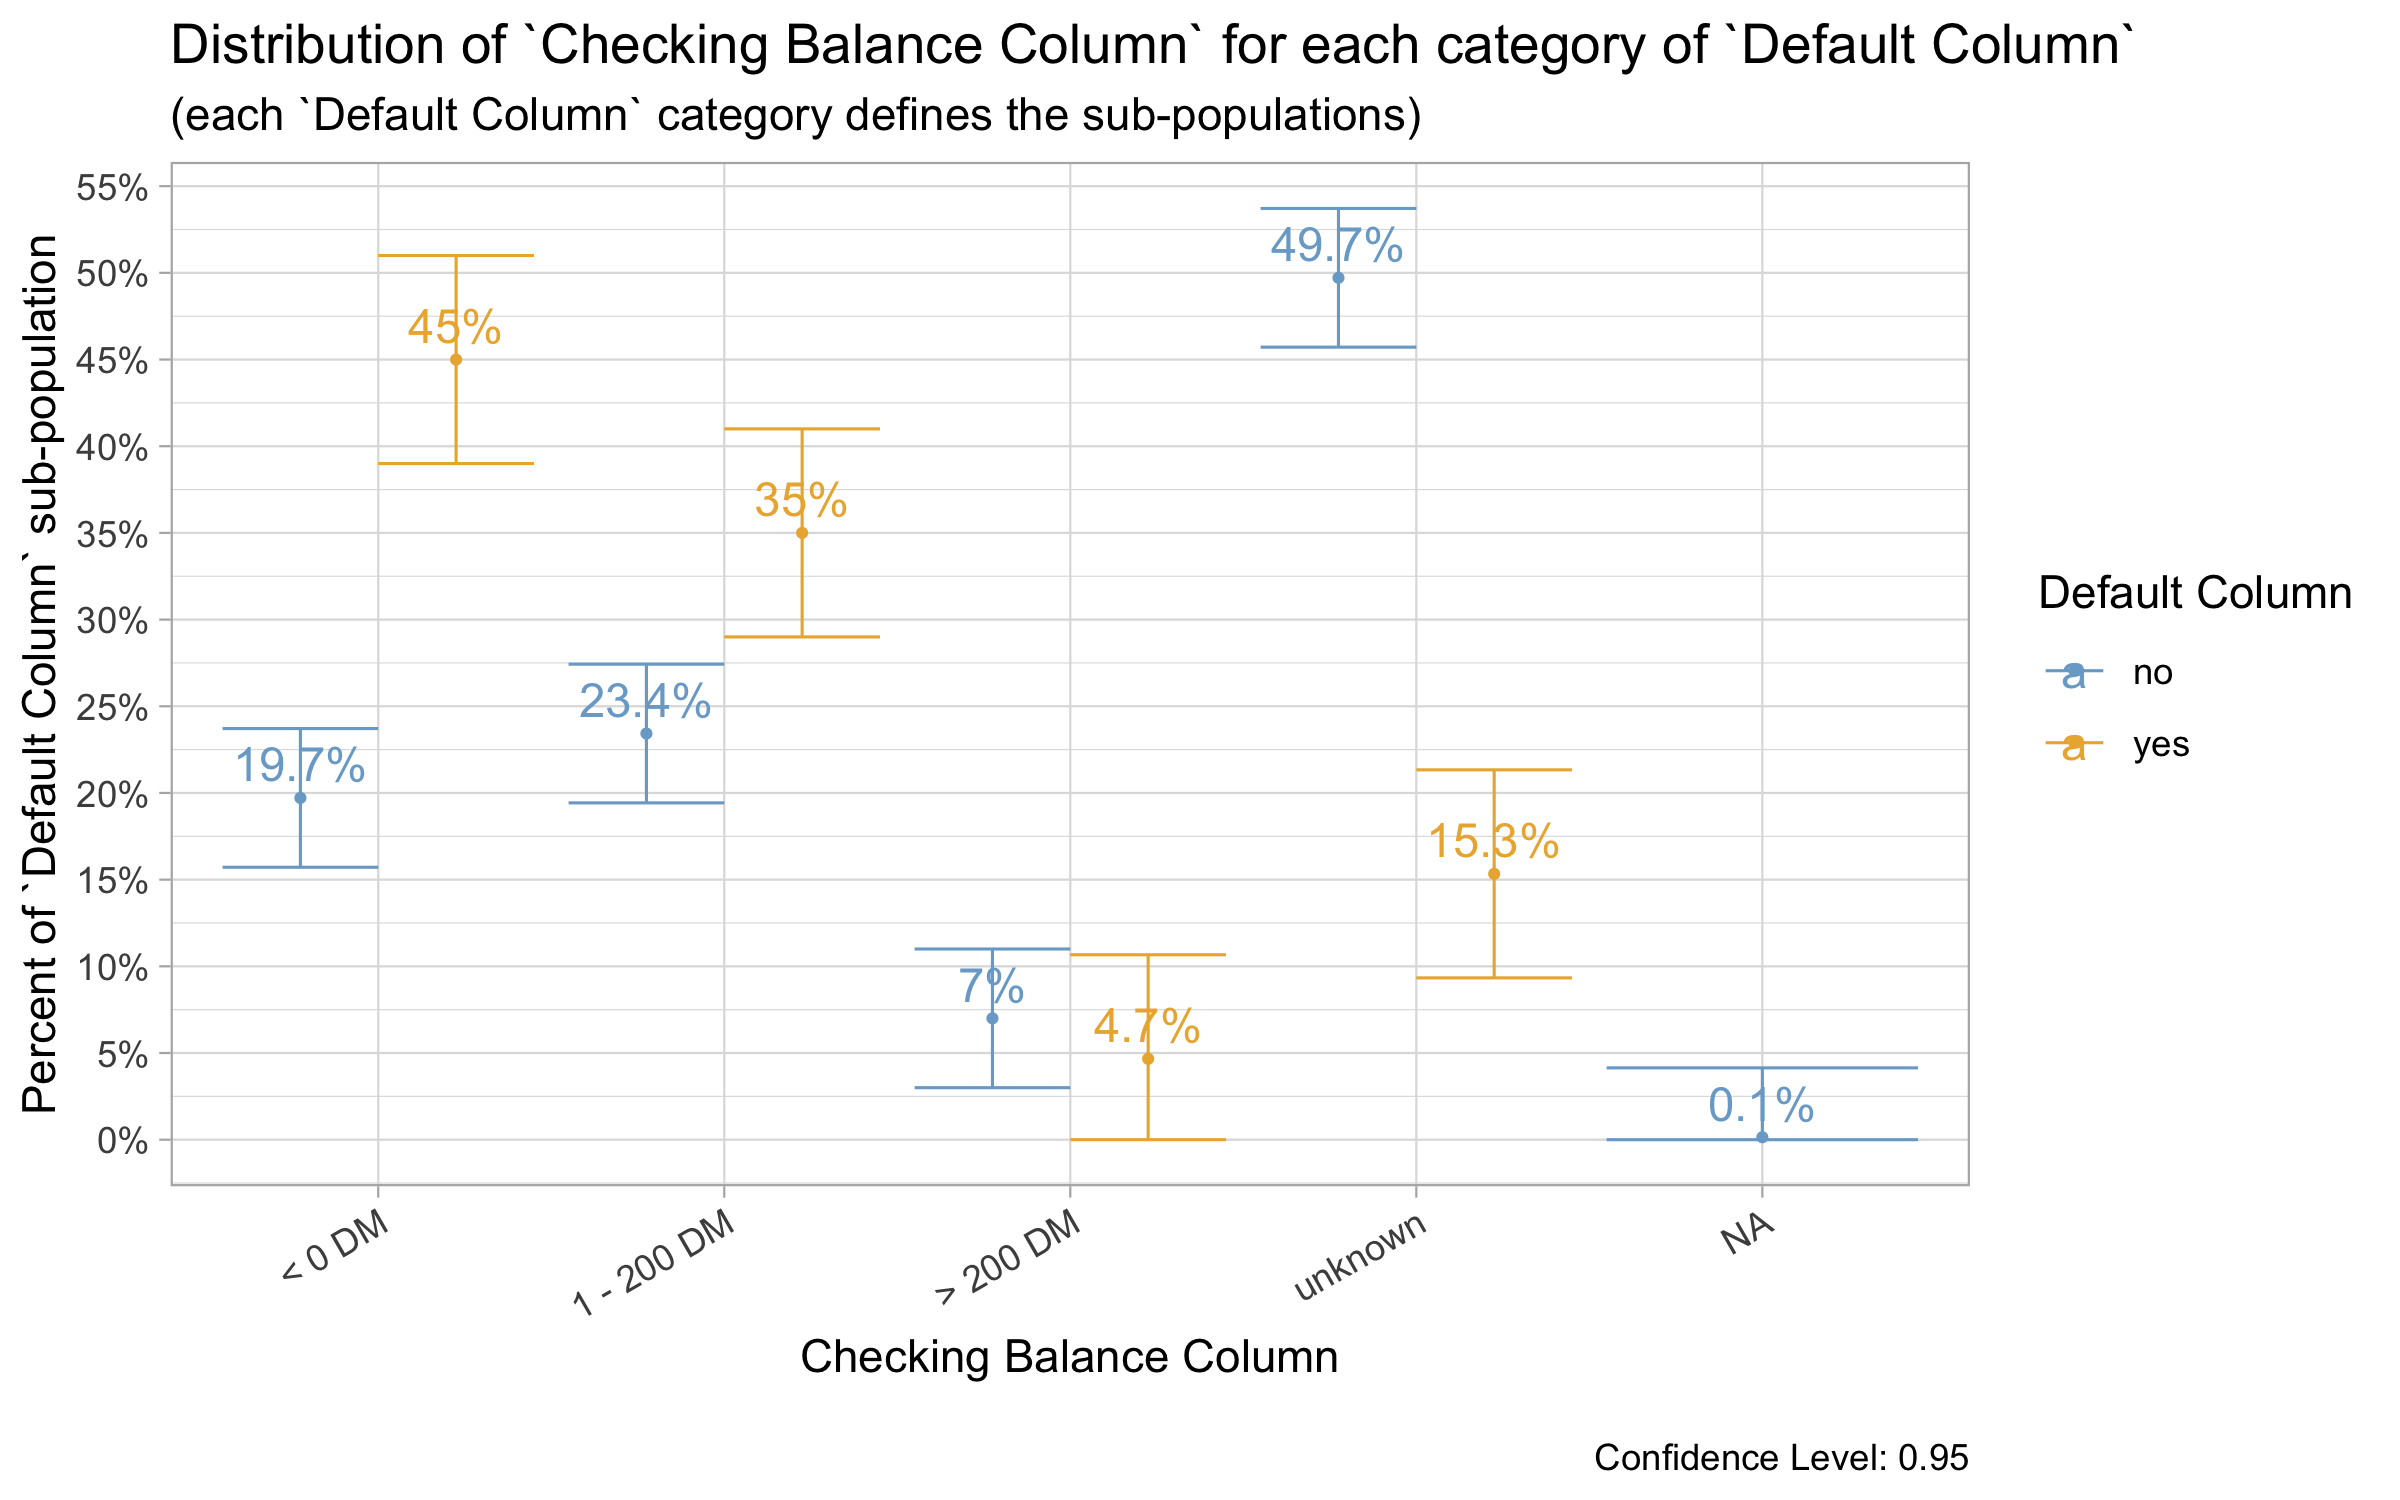 Distribution of `Checking Balance Column` for each category of `Default Column`
(each `Default Column` category defines the sub-populations)
Percent of `Default Column` sub-population
55%
50%
45%
40%
35%
30%
25%
20%
15%
10%
5%
0%
19.7%
45%
23.4%
35%
7%
4.7%
49.7%
15.3%
0.1%
< 0 DM
1 - 200 DM
> 200 DM
unknown
NA
Checking Balance Column
Default Column
a no
a yes
Confidence Level: 0.95